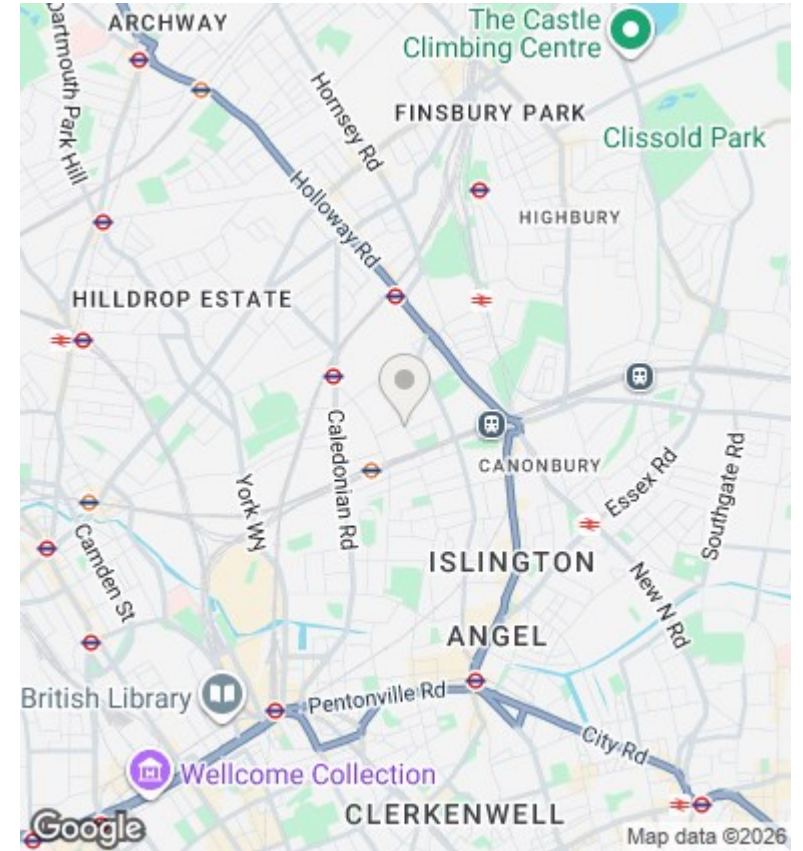 ARCHWAY
The Castle
Climbing Centre
Dartmouth Park Hill
Hornsey Rd
FINSBURY PARK
Clissold Park
Holloway Rd
HIGHBURY
HILLDROP ESTATE
Caledonian Rd
CANONBURY
Essex Rd
Southgate Rd
York WY
Camden St
ISLINGTON
New N Rd
ANGEL
British Library
Pentonville Rd
City Rd
Wellcome Collection
CLERKENWELL
Google
Map data ©2026